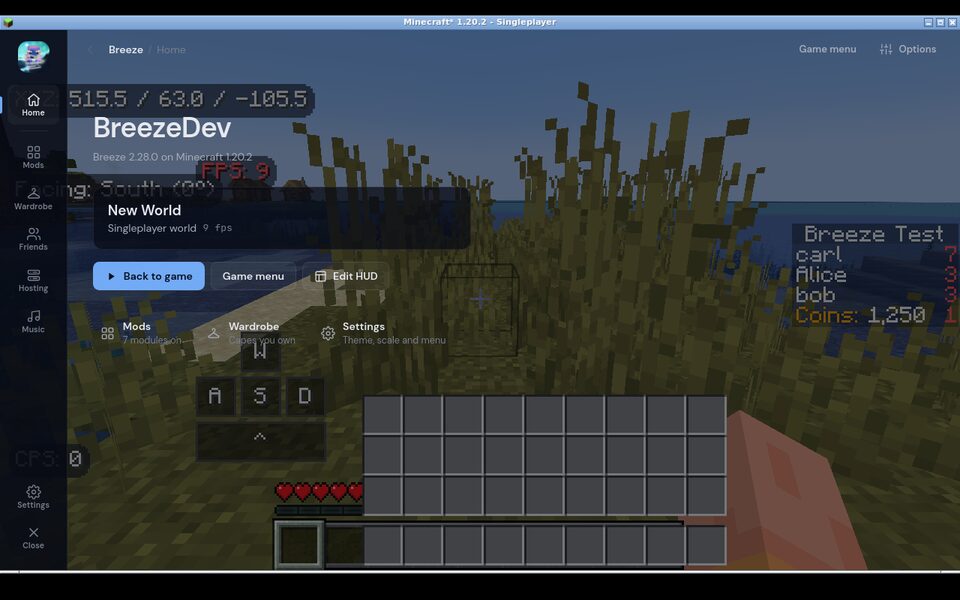 Minecraft* 1.20.2 - Singleplayer
Breeze / Home
Game menu
Options
515.5 / 63.0 / -105.5
Home
BreezeDev
Breeze 2.28.0 on Minecraft 1.20.2
FPS: 9
Mods
Facing: South (0°)
Wardrobe
New World
Singleplayer world 9 fps
Friends
Breeze Test
carl 7
Alice 3
bob 3
Coins: 1,250 1
Back to game
Game menu
Edit HUD
Hosting
Music
Mods
7 modules on
Wardrobe
Capes you own
Settings
Theme, scale and menu
W
A S D
^
CPS: 0
Settings
Close